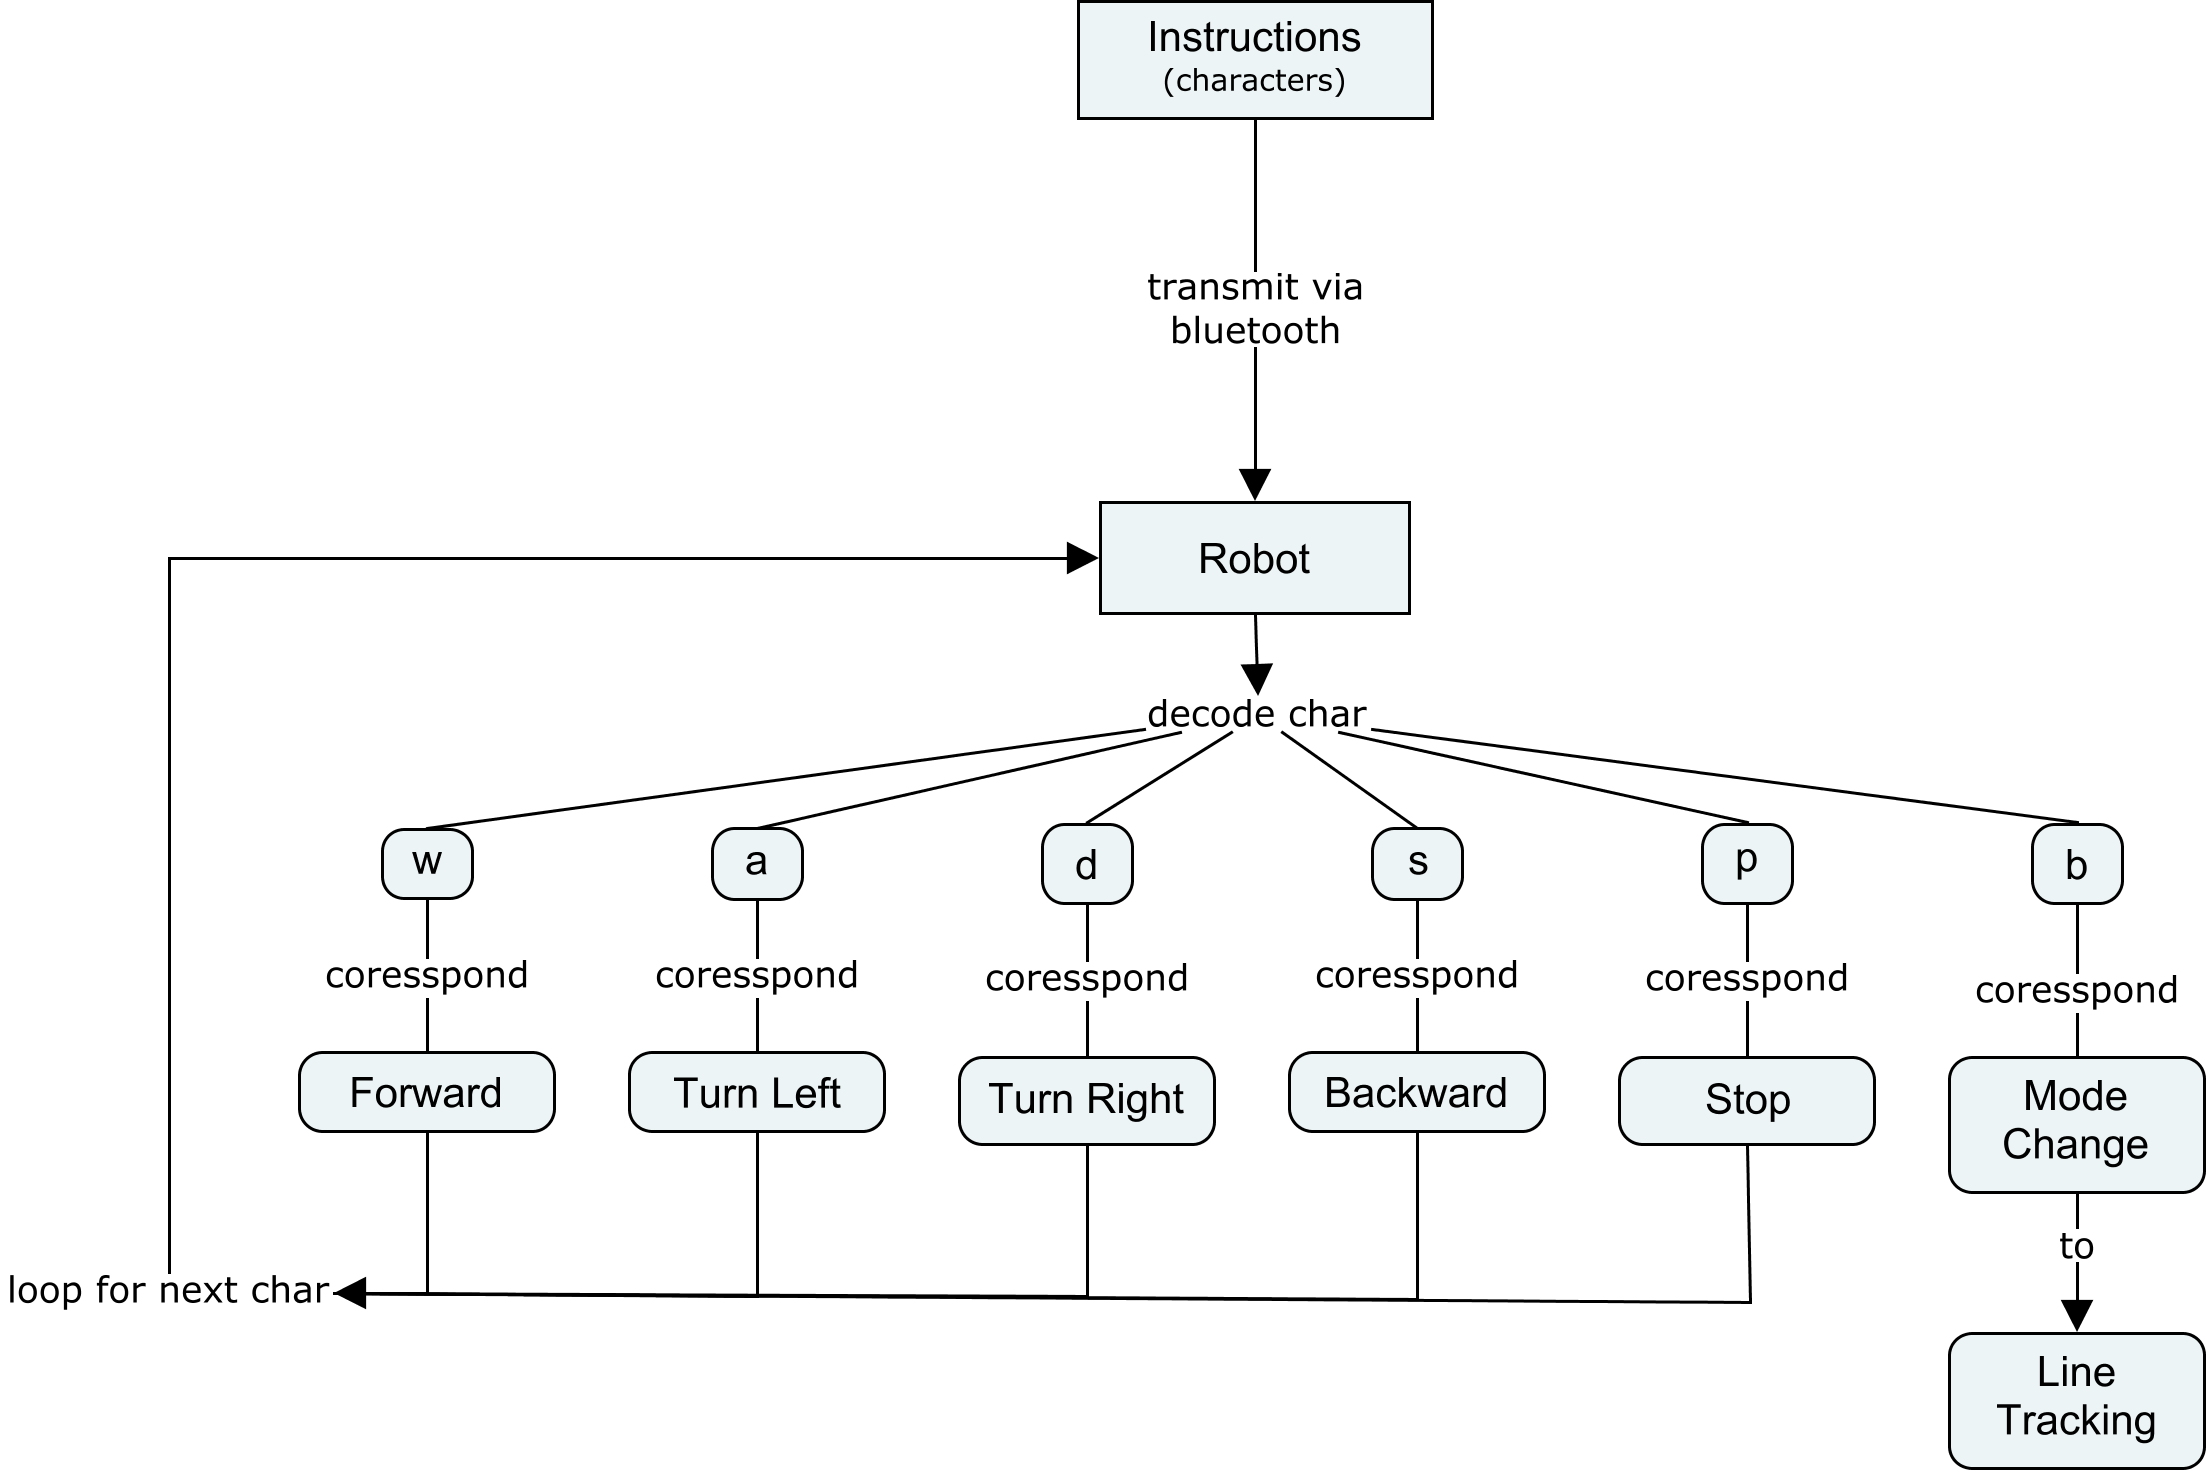 Instructions
(characters)
transmit via
bluetooth
Robot
decode char
w
a
d
s
p
b
coresspond
coresspond
coresspond
coresspond
coresspond
coresspond
Forward
Turn Left
Turn Right
Backward
Stop
Mode
Change
to
loop for next char
Line
Tracking